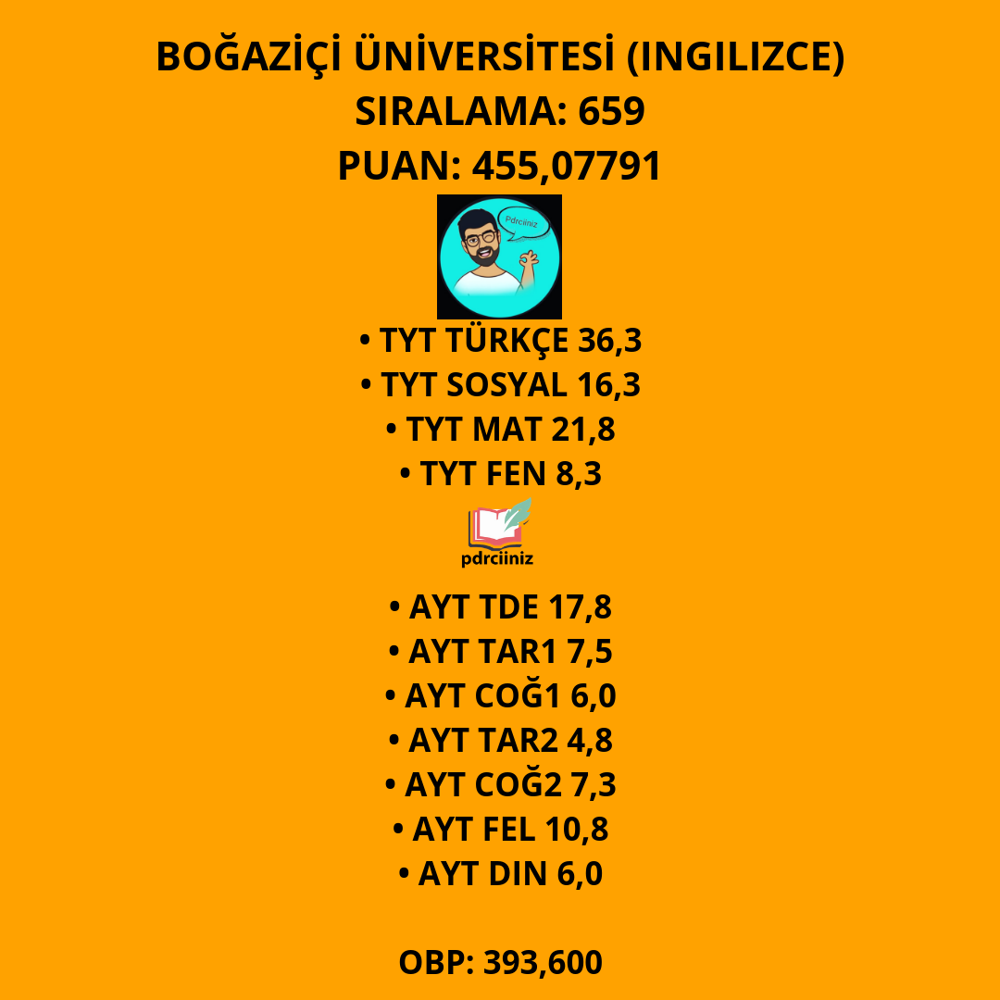 BOĞAZİÇİ ÜNİVERSİTESİ (INGILIZCE)
SIRALAMA: 659
PUAN: 455,07791
Pdrciiniz
• TYT TÜRKÇE 36,3
• TYT SOSYAL 16,3
• TYT MAT 21,8
• TYT FEN 8,3
pdrciiniz
• AYT TDE 17,8
• AYT TAR1 7,5
• AYT COĞ1 6,0
• AYT TAR2 4,8
• AYT COĞ2 7,3
• AYT FEL 10,8
• AYT DIN 6,0
OBP: 393,600